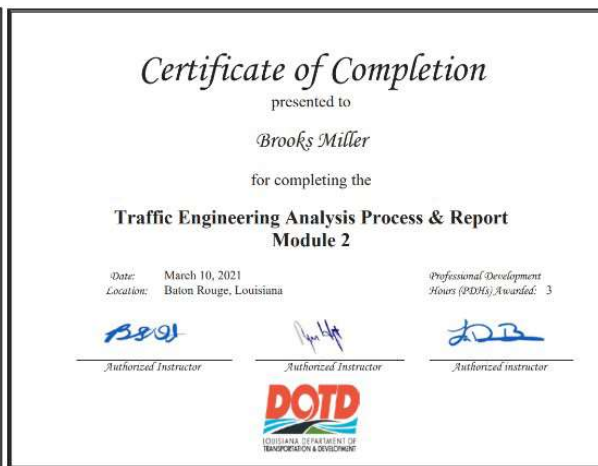 Certificate of Completion
presented to
Brooks Miller
for completing the
Traffic Engineering Analysis Process & Report
Module 2
Date: March 10, 2021
Location: Baton Rouge, Louisiana
Professional Development
Hours (PDHs) Awarded: 3
Authorized Instructor
Authorized Instructor
Authorized instructor
DOTD
LOUISIANA DEPARTMENT OF
TRANSPORTATION & DEVELOPMENT